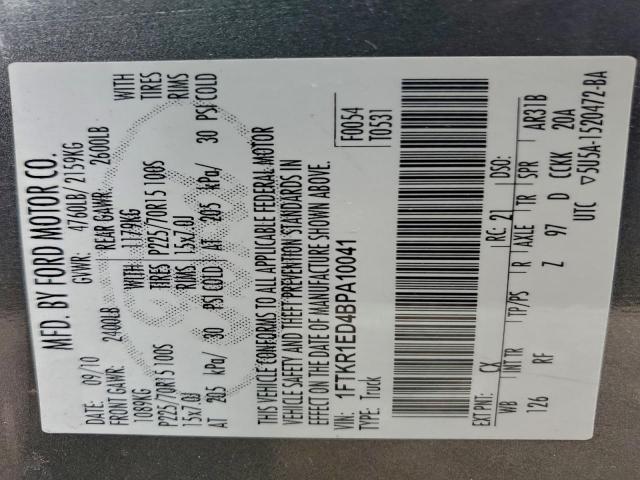 MFD. BY FORD MOTOR CO.
DATE: 09/10 GVWR: 4760LB/ 2159KG
FRONT GAWR: 2400LB REAR GAWR: 2600LB
1089KG WITH 1179KG WITH
P225/70R15 100S TIRES P225/70R15 100S TIRES
15x7.0J RIMS 15x7.0J RIMS
AT 205 kPa/ 30 PSI COLD AT 205 kPa/ 30 PSI COLD
THIS VEHICLE CONFORMS TO ALL APPLICABLE FEDERAL MOTOR
VEHICLE SAFETY AND THEFT PREVENTION STANDARDS IN
EFFECT ON THE DATE OF MANUFACTURE SHOWN ABOVE.
VIN: 1FTKR1ED4BPA10041
TYPE: Truck
F0054
T0531
EXT PNT: CX RC: 21 DSO:
WB INT TR TP/PS R AXLE TR SPR AR31B
126 RF Z 97 D CCKK 20A
UTC ▽5U5A-1520472-BA